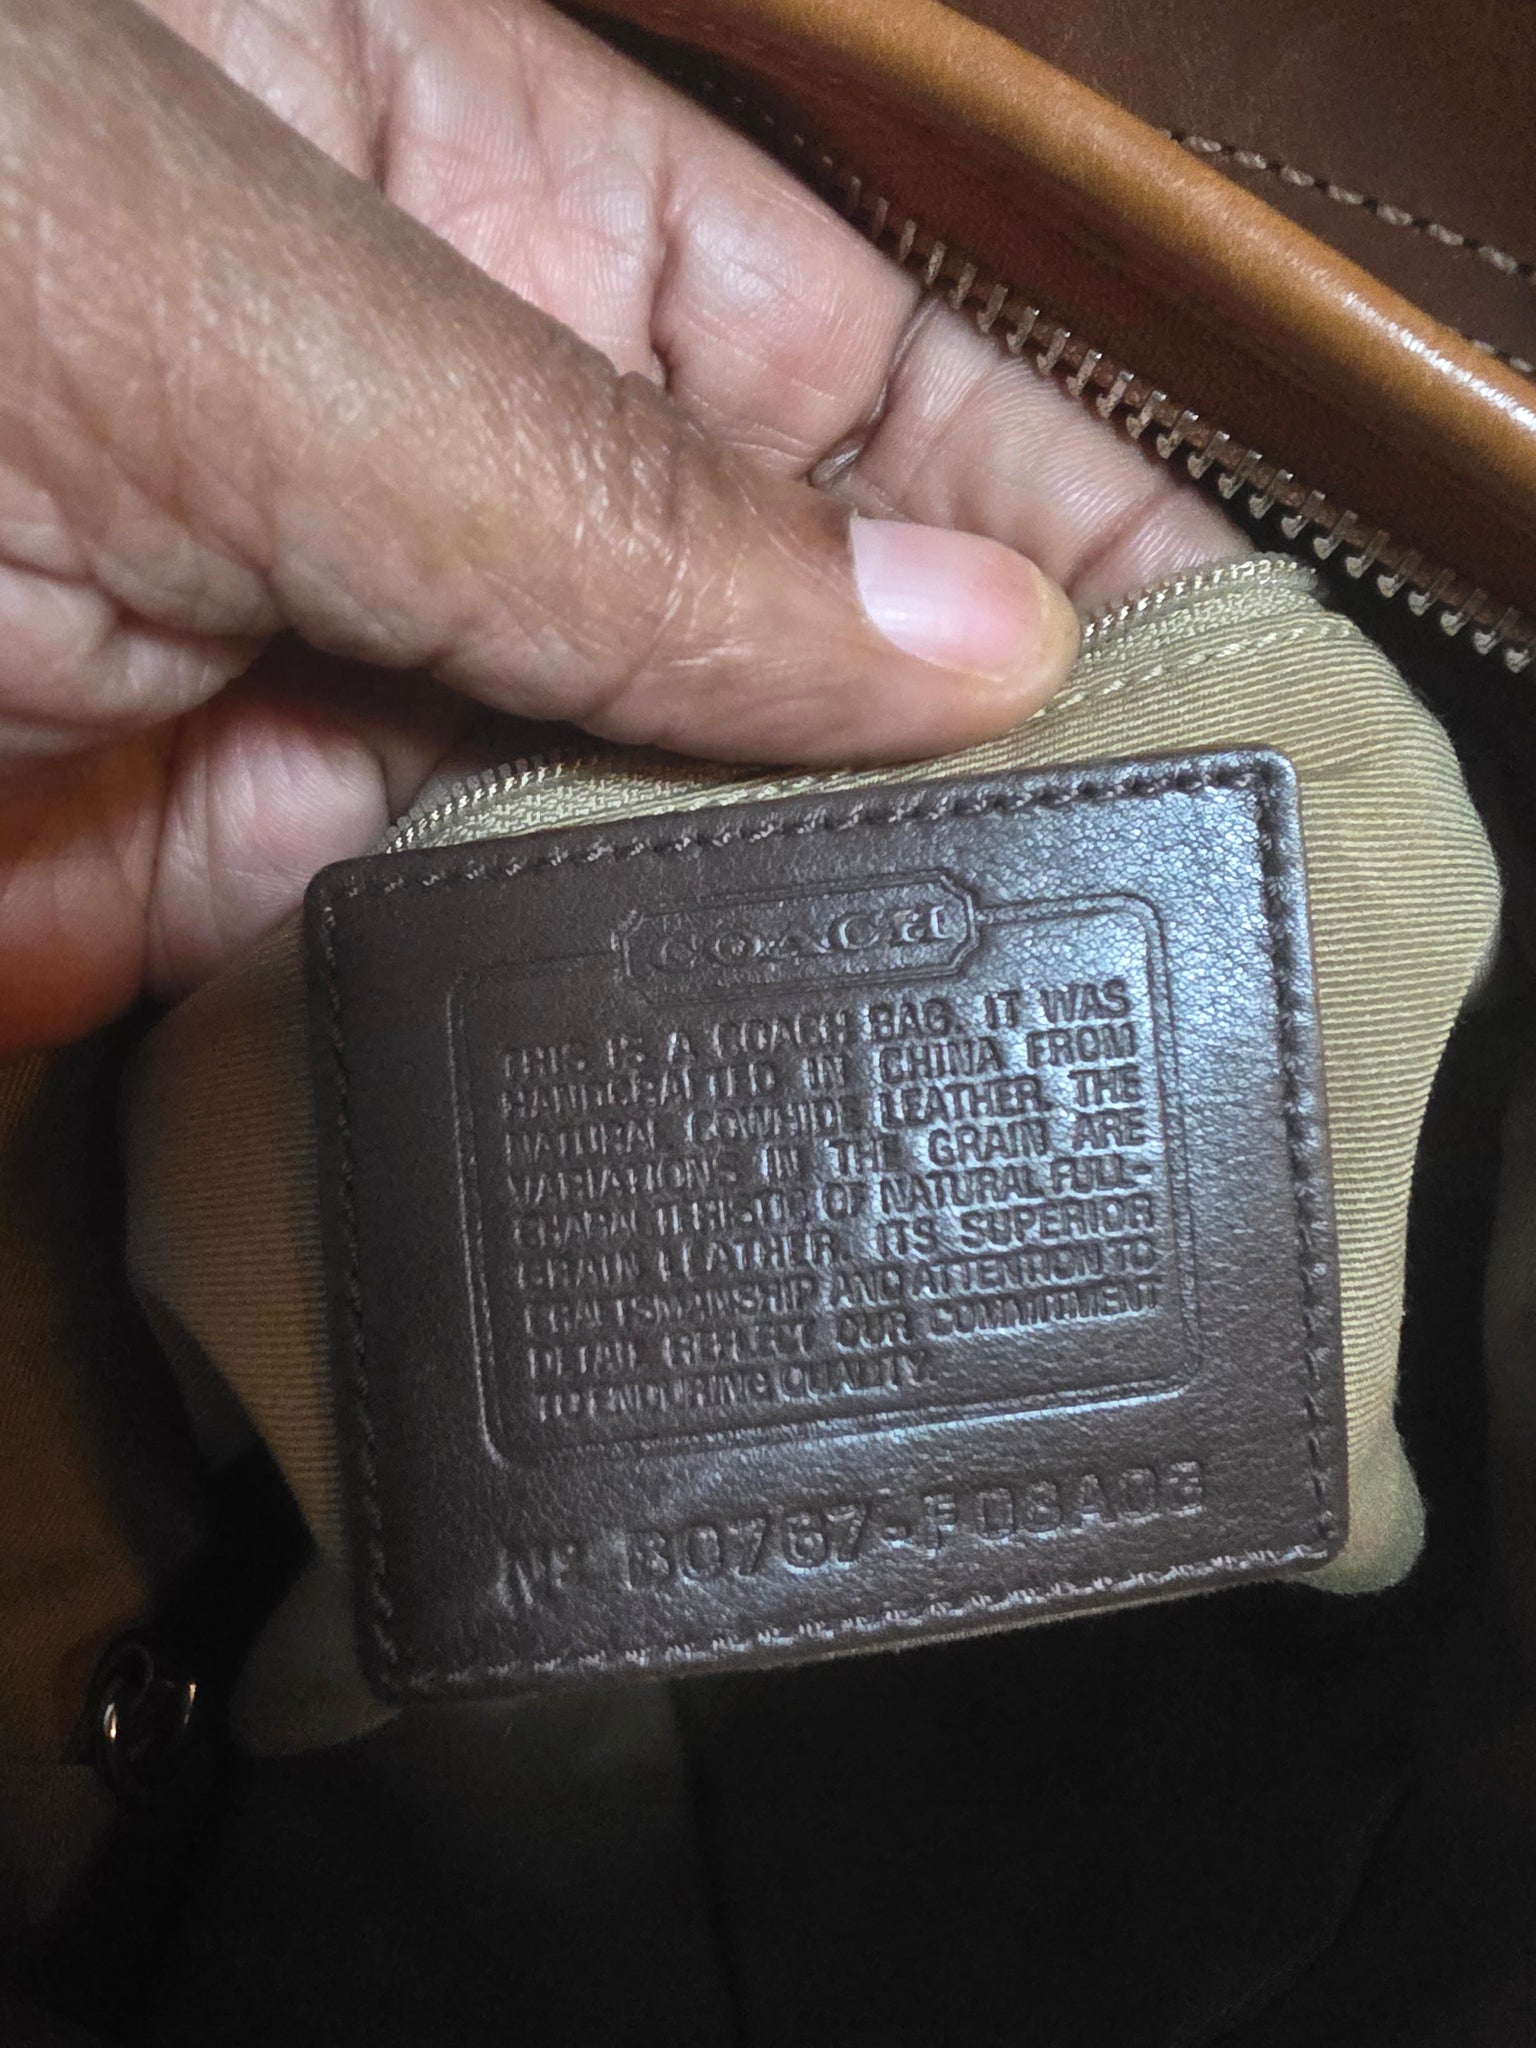 COACH
THIS IS A COACH BAG. IT WAS
HANDCRAFTED IN CHINA FROM
NATURAL COWHIDE LEATHER. THE
VARIATIONS IN THE GRAIN ARE
CHARACTERISTIC OF NATURAL FULL-
GRAIN LEATHER. ITS SUPERIOR
CRAFTSMANSHIP AND ATTENTION TO
DETAIL REFLECT OUR COMMITMENT
TO ENDURING QUALITY.
Nº